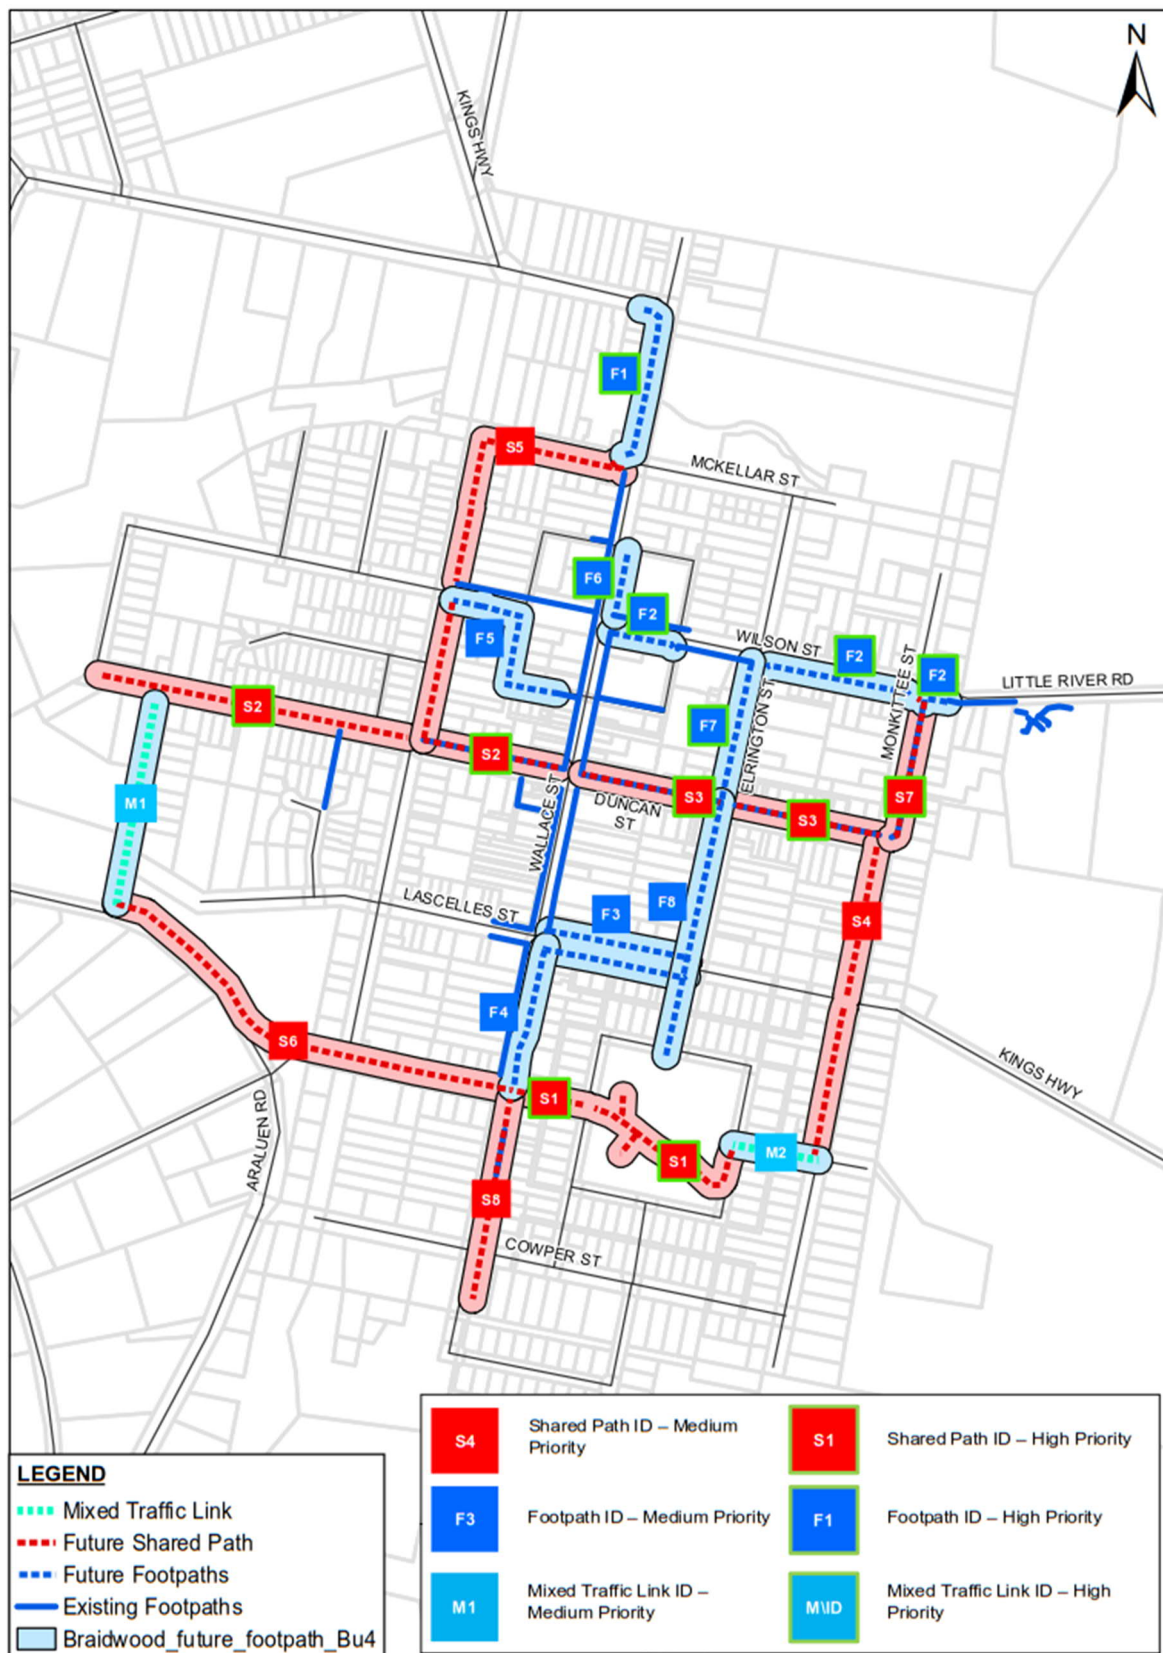 N
KINGS HWY
F1
S5
MCKELLAR ST
F6
F2
F5
WILSON ST
F2
F2
MONKITTEE ST
LITTLE RIVER RD
S2
S2
F7
ELRINGTON ST
M1
WALLACE ST
DUNCAN
ST
S3
S3
S7
LASCELLES ST
F3
F8
S4
F4
S6
S1
KINGS HWY
ARALUEN RD
S1
M2
S8
COWPER ST
S4
Shared Path ID – Medium
Priority
S1
Shared Path ID – High Priority
F3
Footpath ID – Medium Priority
F1
Footpath ID – High Priority
M1
Mixed Traffic Link ID –
Medium Priority
M\ID
Mixed Traffic Link ID – High
Priority
LEGEND
Mixed Traffic Link
Future Shared Path
Future Footpaths
Existing Footpaths
Braidwood_future_footpath_Bu4